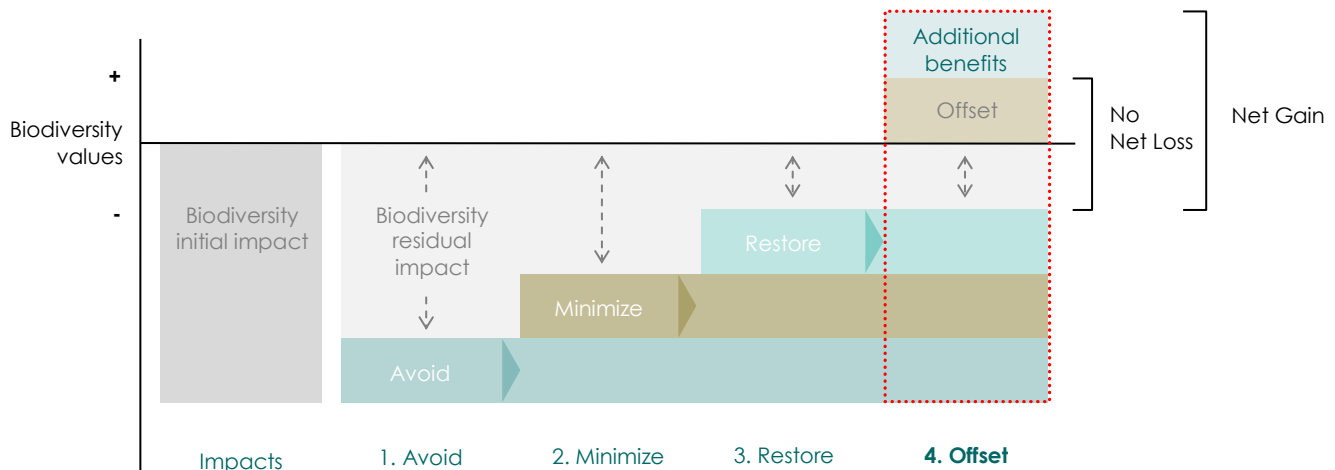 Additional
benefits
+
Offset
No
Net Loss
Net Gain
Biodiversity
values
-
Biodiversity
initial impact
Biodiversity
residual
impact
Restore
Minimize
Avoid
Impacts
1. Avoid
2. Minimize
3. Restore
4. Offset